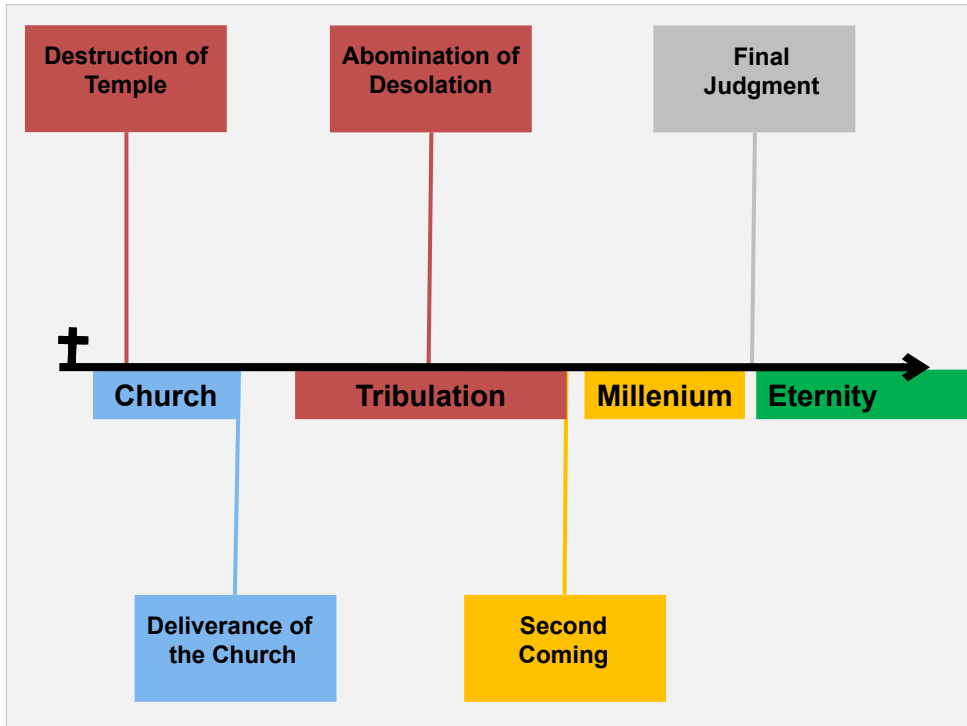 Destruction of
Temple
Abomination of
Desolation
Final
Judgment
Church
Tribulation
Millenium
Eternity
Deliverance of
the Church
Second
Coming